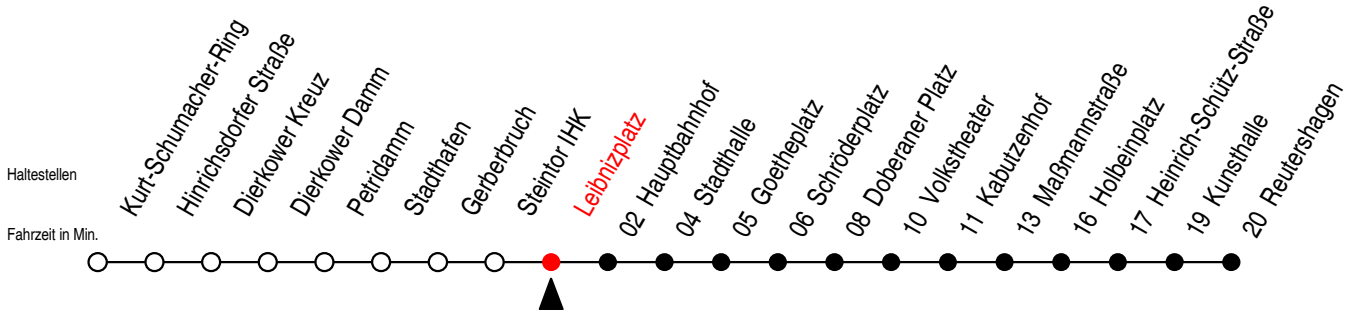 Haltestellen
Fahrzeit in Min.
Kurt-Schumacher-Ring
Hinrichsdorfer Straße
Dierkower Kreuz
Dierkower Damm
Petridamm
Stadthafen
Gerberbruch
Steintor IHK
Leibnizplatz
02 Hauptbahnhof
04 Stadthalle
05 Goetheplatz
06 Schröderplatz
08 Doberaner Platz
10 Volkstheater
11 Kabutzenhof
13 Maßmannstraße
16 Holbeinplatz
17 Heinrich-Schütz-Straße
19 Kunsthalle
20 Reutershagen